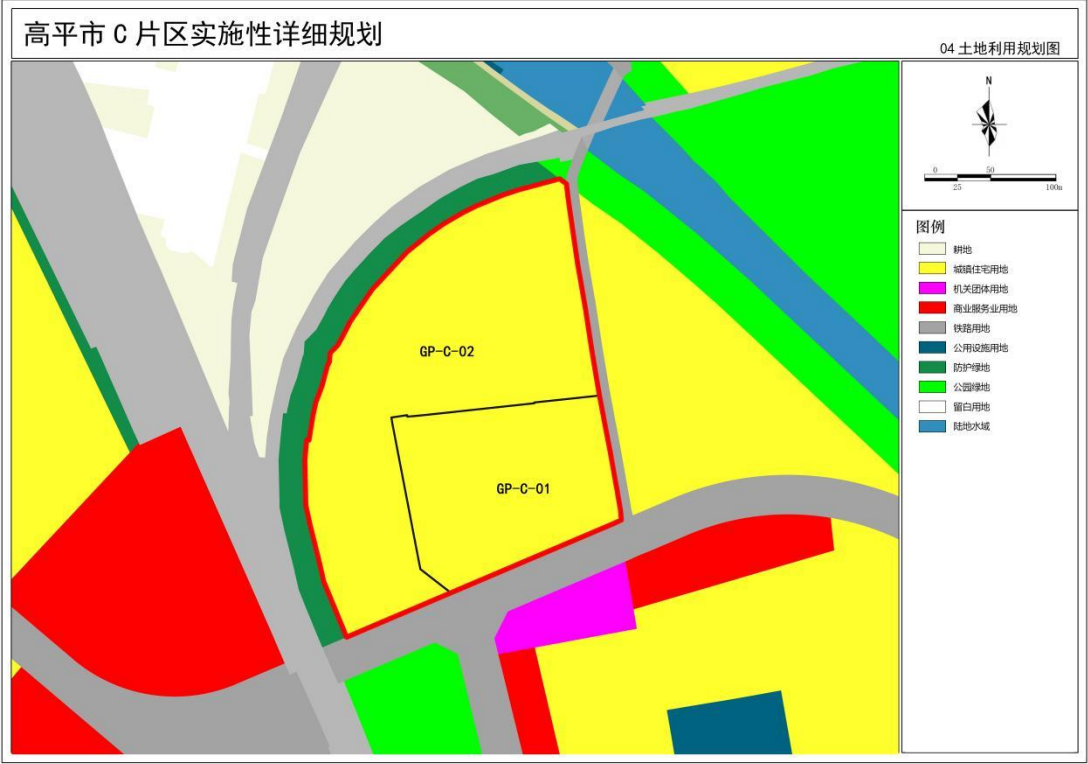 高平市 C 片区实施性详细规划
04 土地利用规划图
N
0 50
25 100m
图例
耕地
城镇住宅用地
机关团体用地
商业服务业用地
铁路用地
公用设施用地
防护绿地
公园绿地
留白用地
陆地水域
GP-C-02
GP-C-01